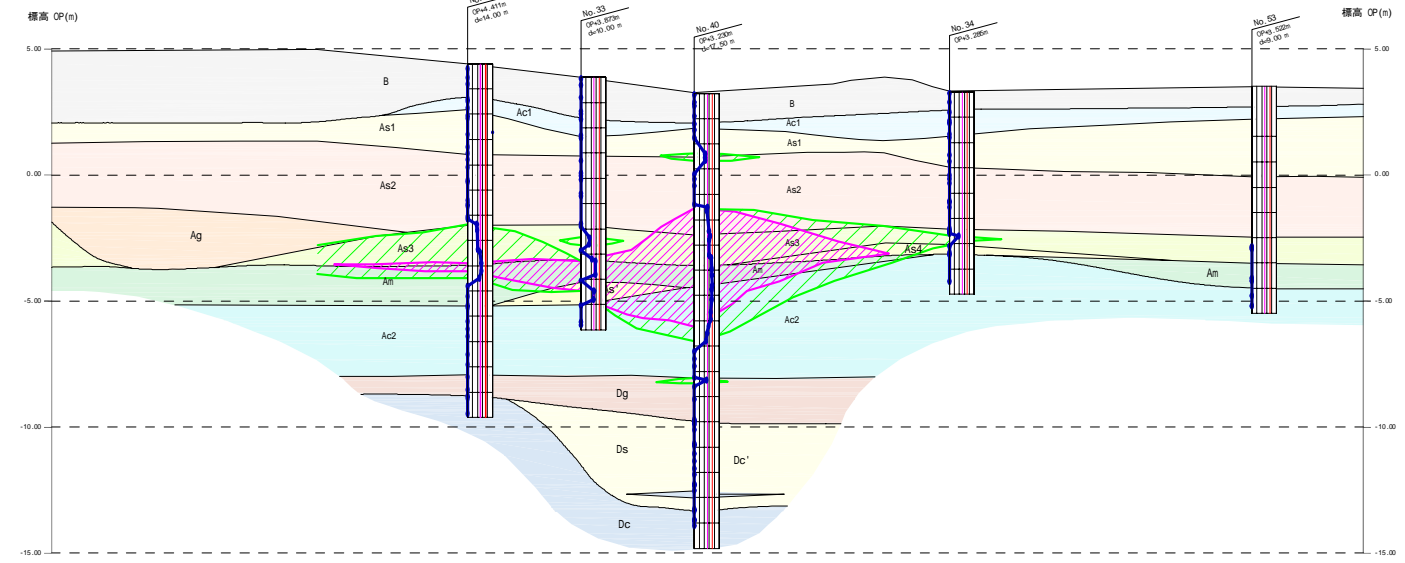 標高 OP(m)
標高 OP(m)
No.
OP+4.411m
d=14.00 m
No.33
OP+3.873m
d=10.00 m
No.40
OP+3.230m
d=17.50 m
No.34
OP+3.285m
No.53
OP+3.522m
d=9.00 m
5.00
5.00
B
B
Ac1
Ac1
As1
As1
0.00
0.00
As2
As2
Ag
As3
As3
As4
Am
Am
Am
-5.00
-5.00
Ac2
Ac2
Dg
-10.00
-10.00
Ds
Dc'
Dc
-15.00
-15.00